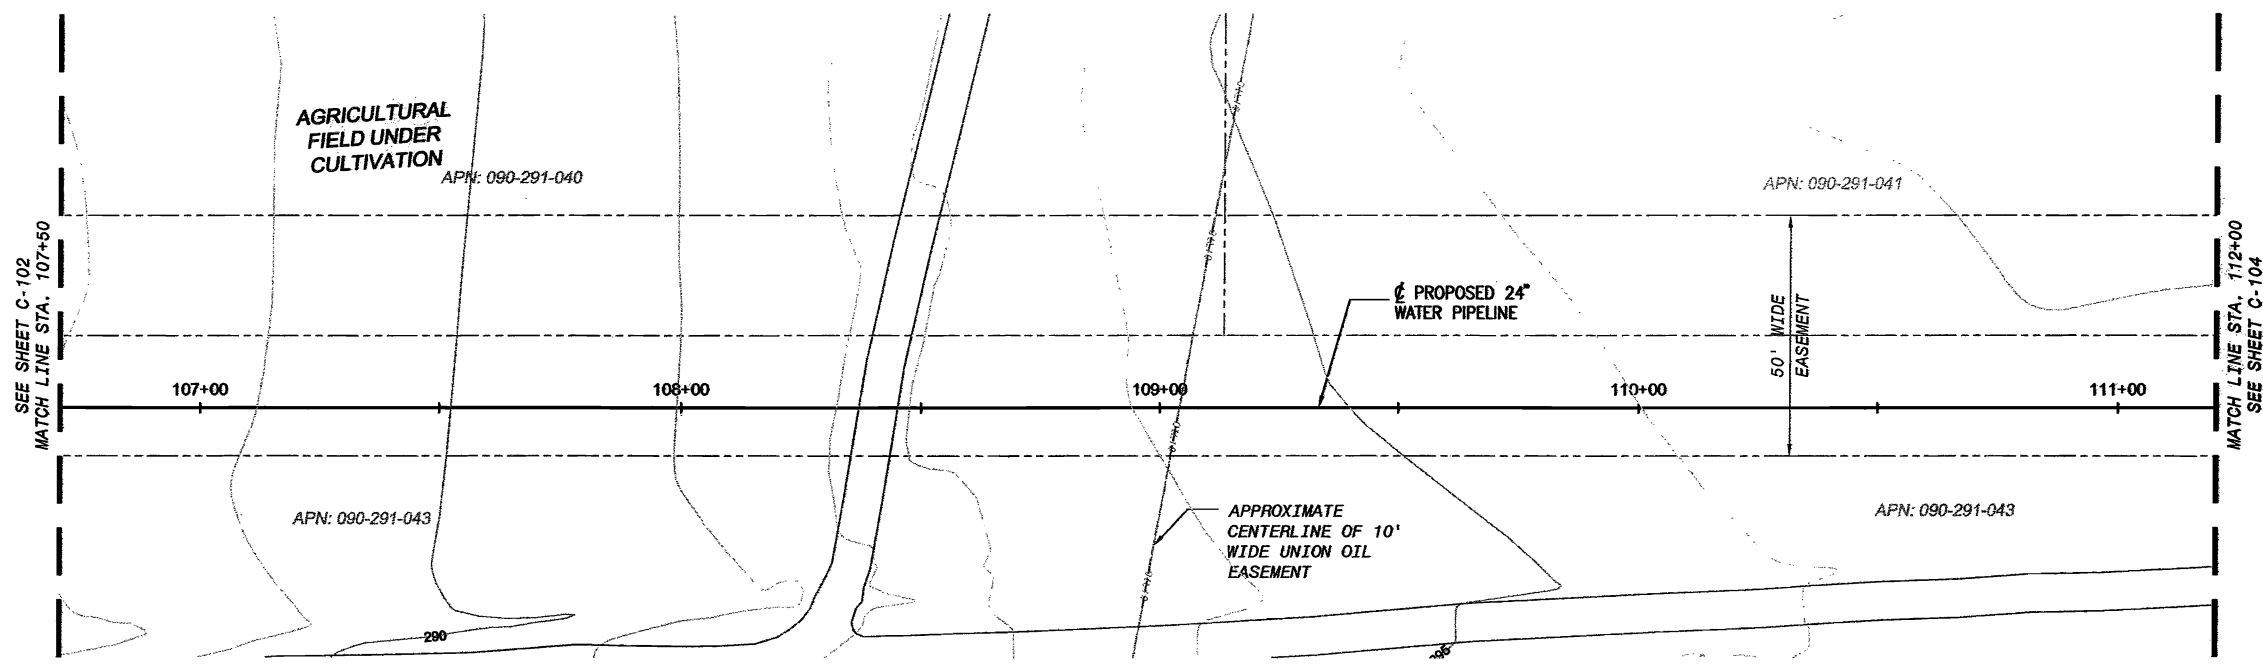 AGRICULTURAL
FIELD UNDER
CULTIVATION
APN: 090-291-040
APN: 090-291-041
SEE SHEET C-102
MATCH LINE STA. 107+50
℄ PROPOSED 24"
WATER PIPELINE
50' WIDE
EASEMENT
MATCH LINE STA. 112+00
SEE SHEET C-104
107+00
108+00
109+00
110+00
111+00
APN: 090-291-043
APPROXIMATE
CENTERLINE OF 10'
WIDE UNION OIL
EASEMENT
APN: 090-291-043
290